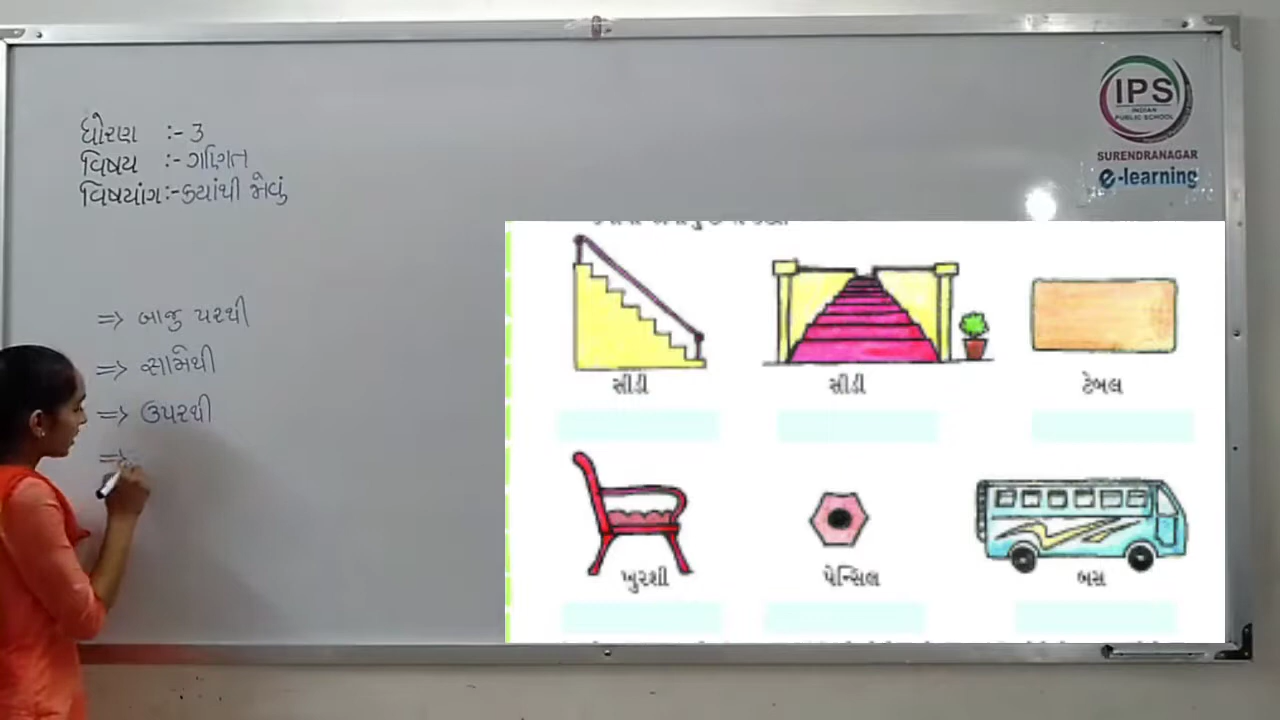 ધોરણ :- 3
વિષય :- ગણિત
વિષયાંગ :- ક્યાંથી જોવું
=> બાજુ પરથી
=> સામેથી
=> ઉપરથી
=>
IPS
INDIAN
PUBLIC SCHOOL
SURENDRANAGAR
e-learning
સીડી સીડી ટેબલ
ખુરશી પેન્સિલ બસ